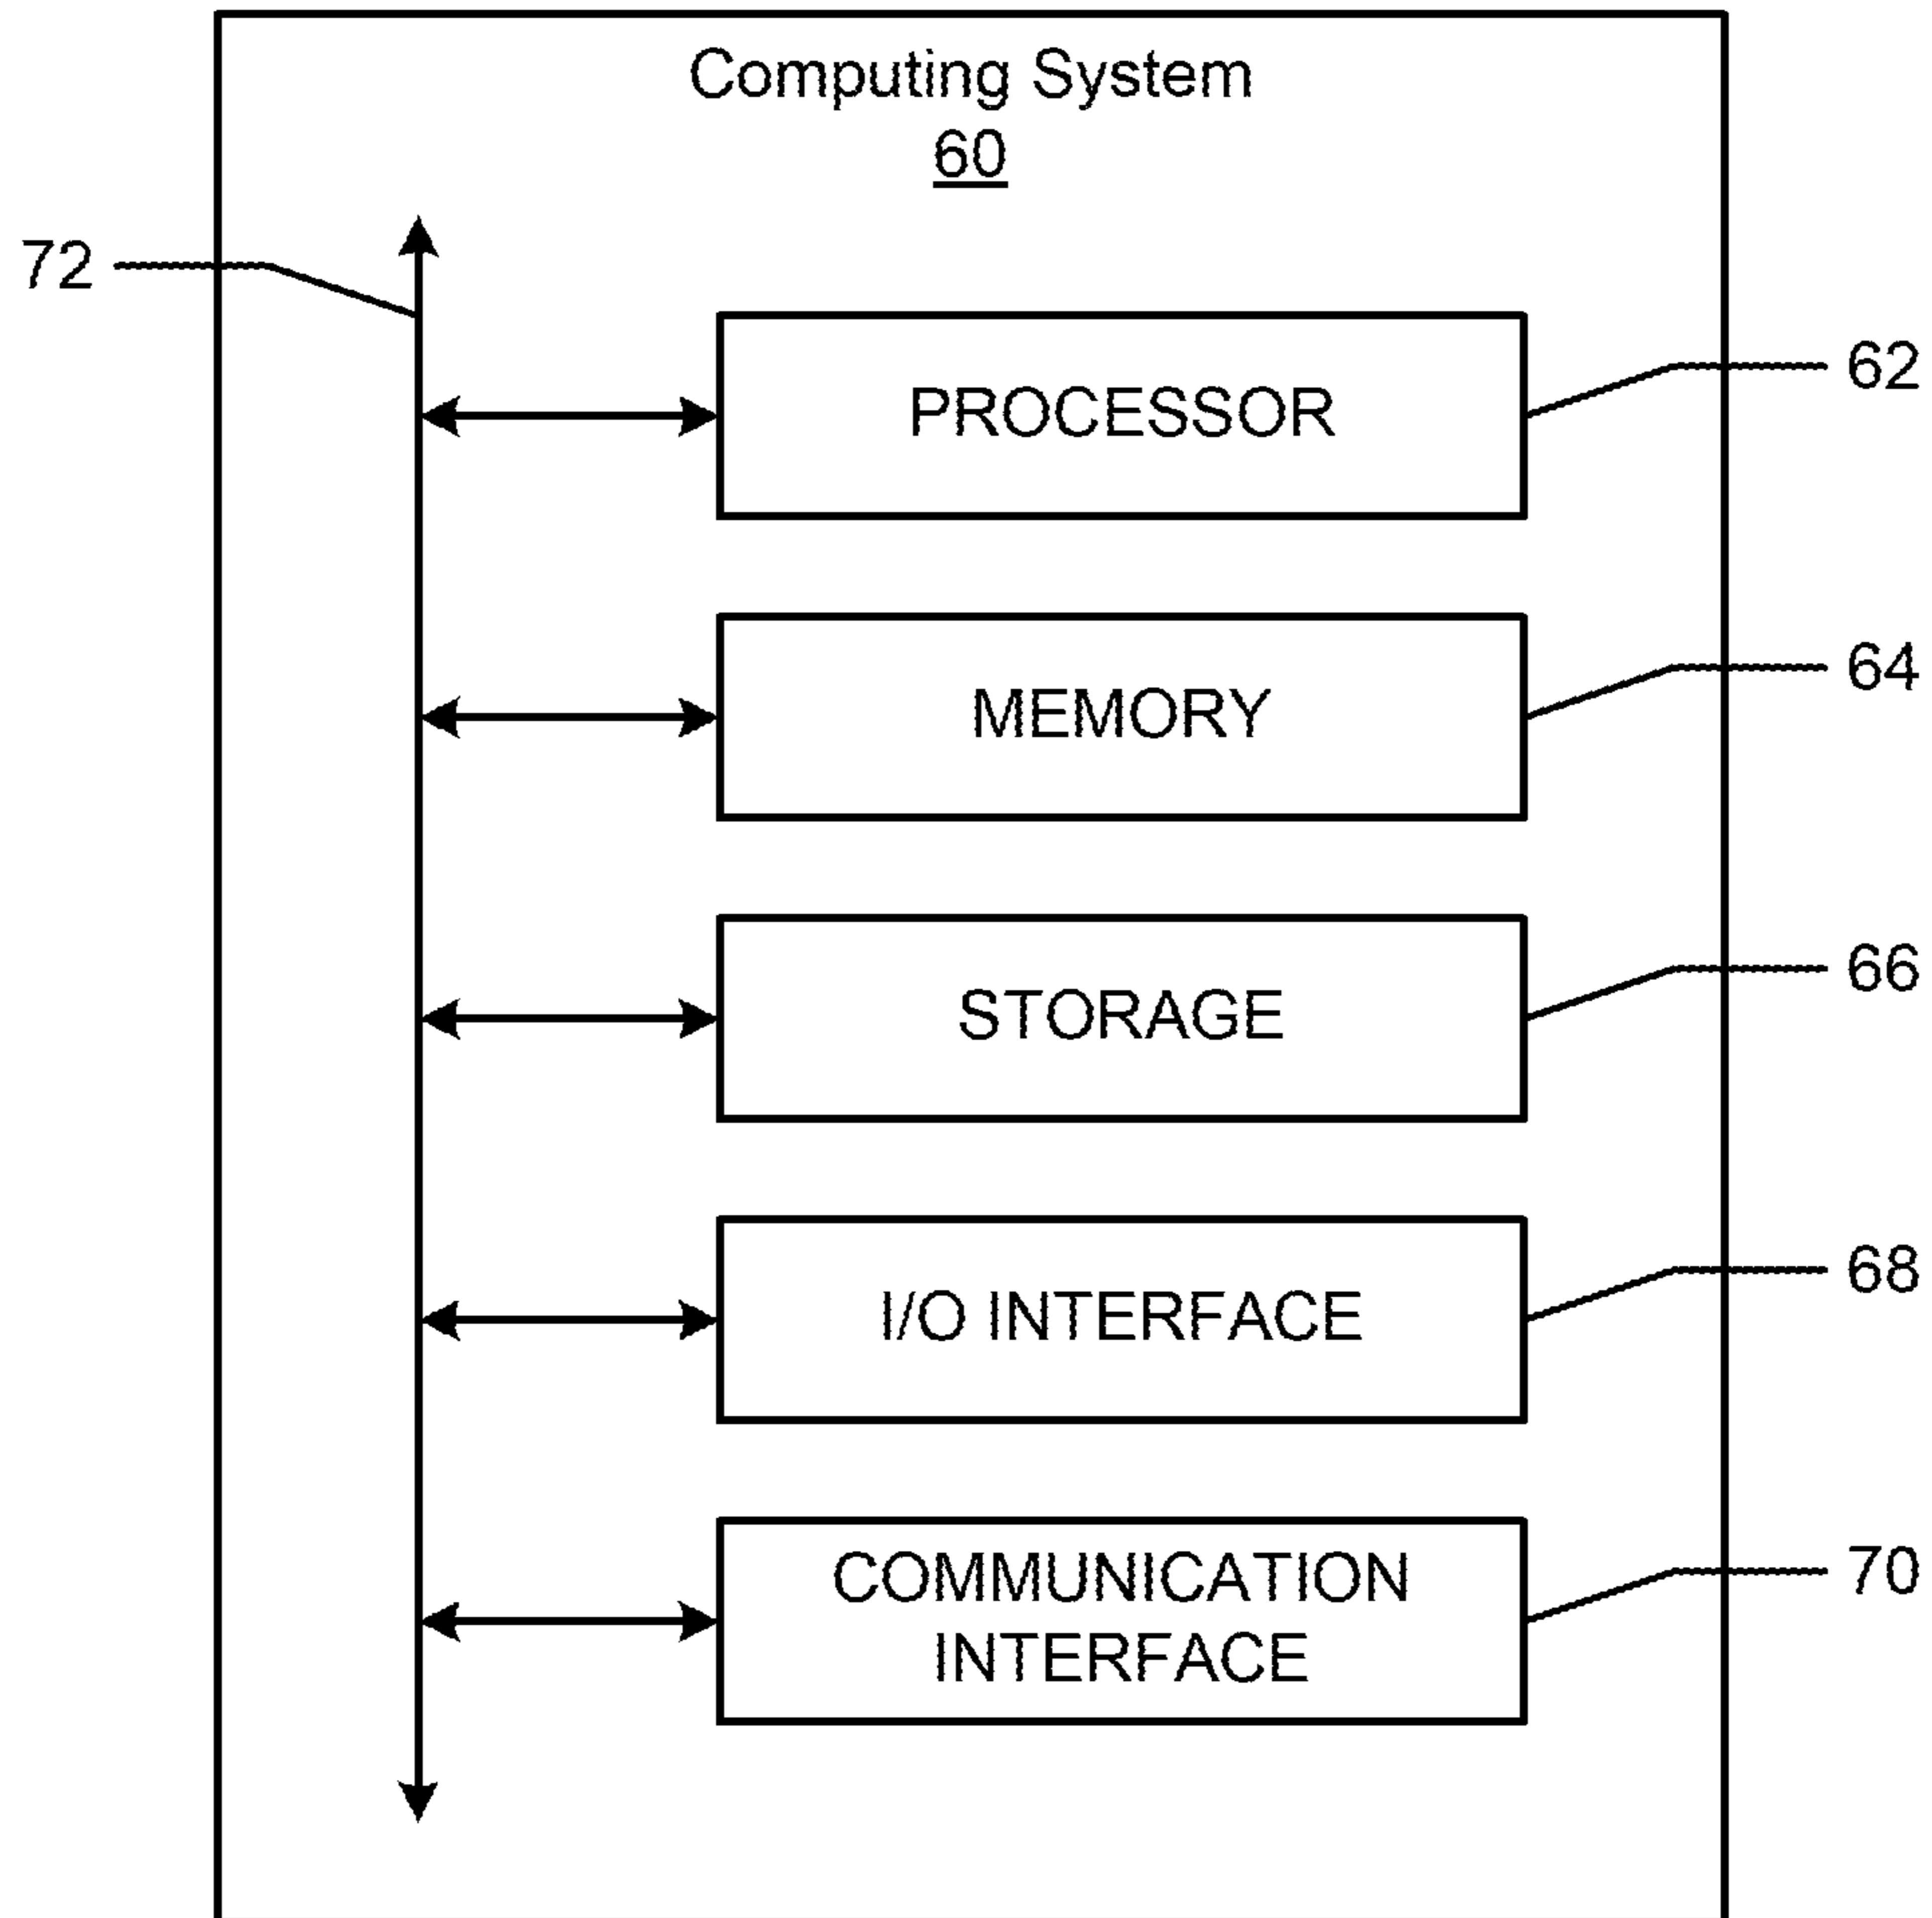 Computing System
60
72
PROCESSOR
62
MEMORY
64
STORAGE
66
I/O INTERFACE
68
COMMUNICATION
INTERFACE
70